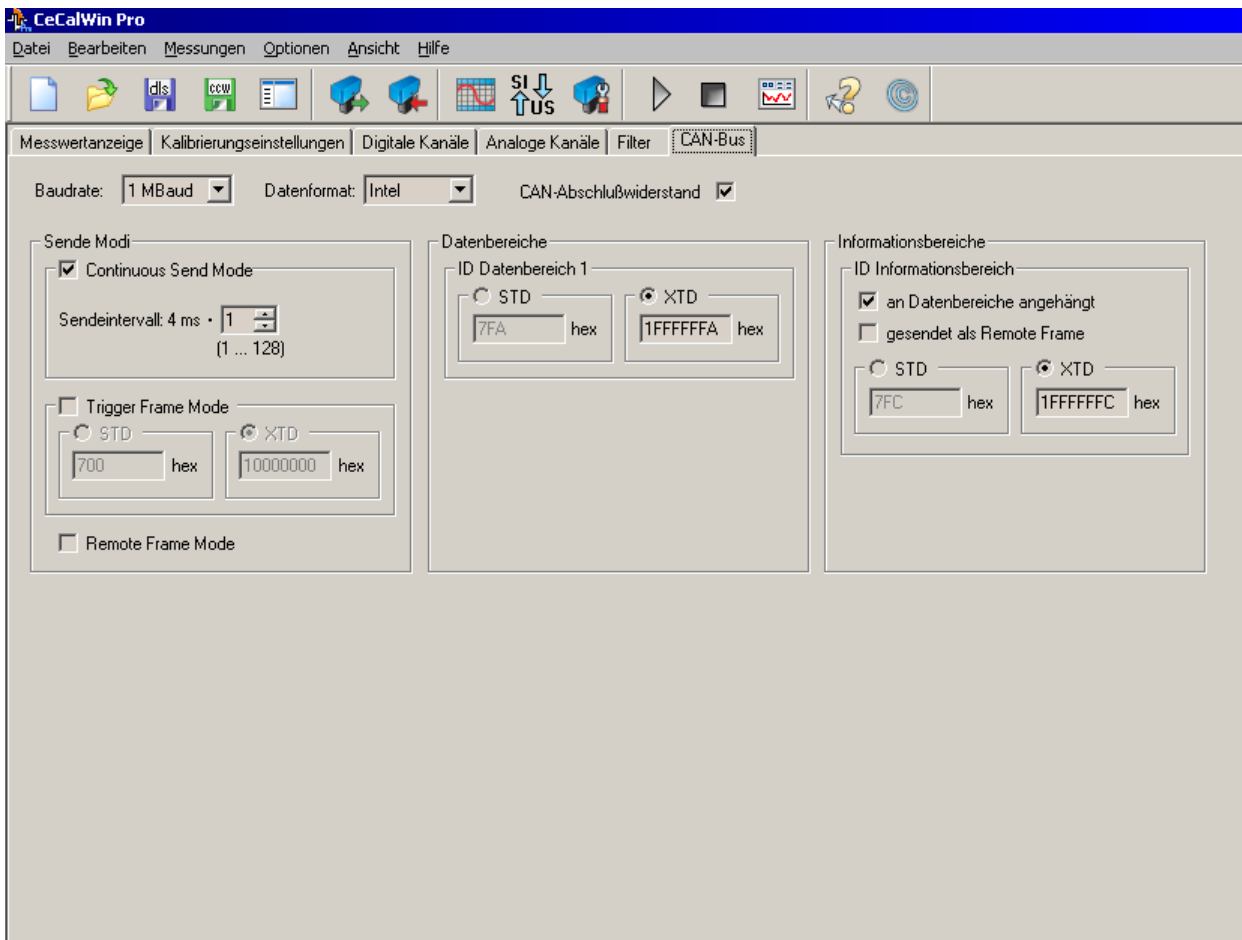 CeCalWin Pro
Datei Bearbeiten Messungen Optionen Ansicht Hilfe
dls ccw SI US
Messwertanzeige Kalibrierungseinstellungen Digitale Kanäle Analoge Kanäle Filter CAN-Bus
Baudrate: 1 MBaud Datenformat: Intel CAN-Abschlußwiderstand
Sende Modi
Continuous Send Mode
Sendeintervall: 4 ms · 1
(1 ... 128)
Trigger Frame Mode
STD XTD
700 hex 10000000 hex
Remote Frame Mode
Datenbereiche
ID Datenbereich 1
STD XTD
7FA hex 1FFFFFFA hex
Informationsbereiche
ID Informationsbereich
an Datenbereiche angehängt
gesendet als Remote Frame
STD XTD
7FC hex 1FFFFFFC hex